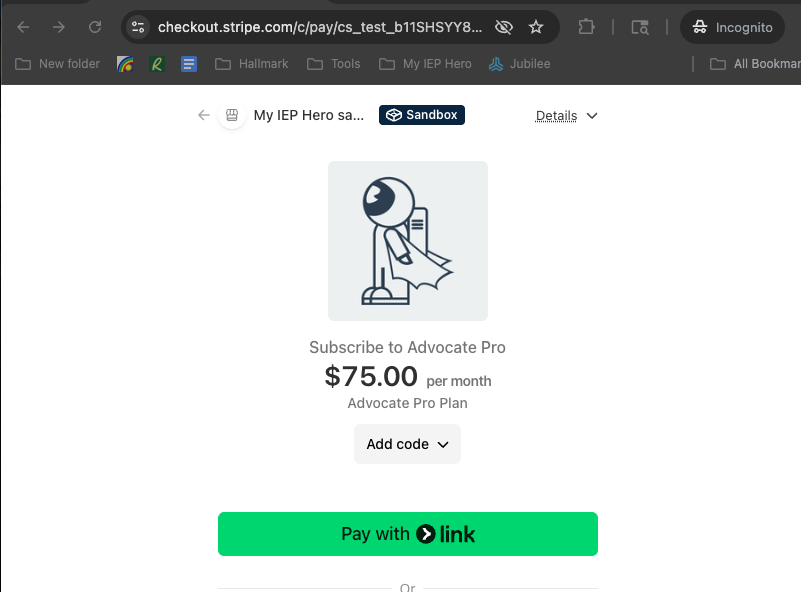 checkout.stripe.com/c/pay/cs_test_b11SHSYY8...
Incognito
New folder
Hallmark
Tools
My IEP Hero
Jubilee
All Bookmar
My IEP Hero sa...
Sandbox
Details
Subscribe to Advocate Pro
$75.00 per month
Advocate Pro Plan
Add code
Pay with link
Or